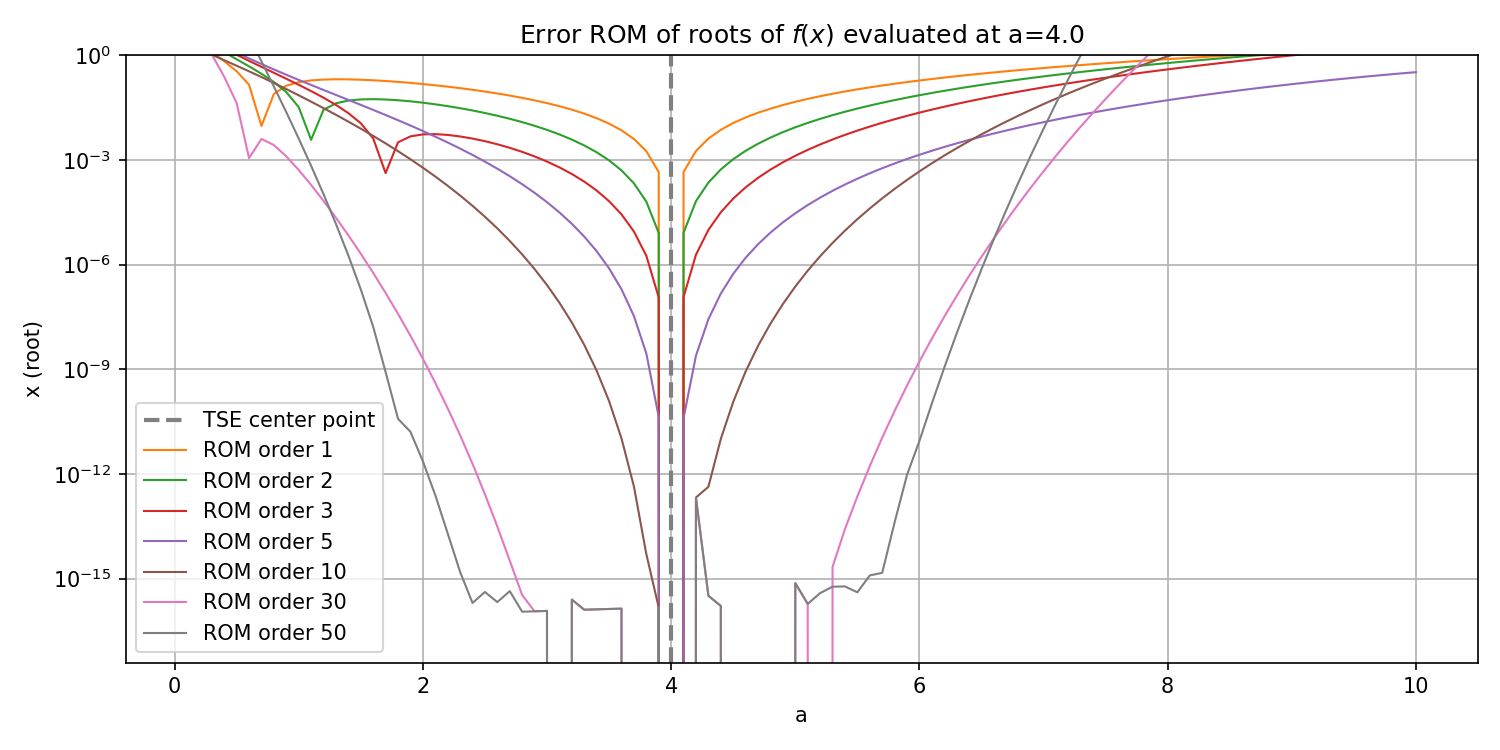 Error ROM of roots of f(x) evaluated at a=4.0
x (root)
10⁰
10⁻³
10⁻⁶
10⁻⁹
10⁻¹²
10⁻¹⁵
TSE center point
ROM order 1
ROM order 2
ROM order 3
ROM order 5
ROM order 10
ROM order 30
ROM order 50
0 2 4 6 8 10
a